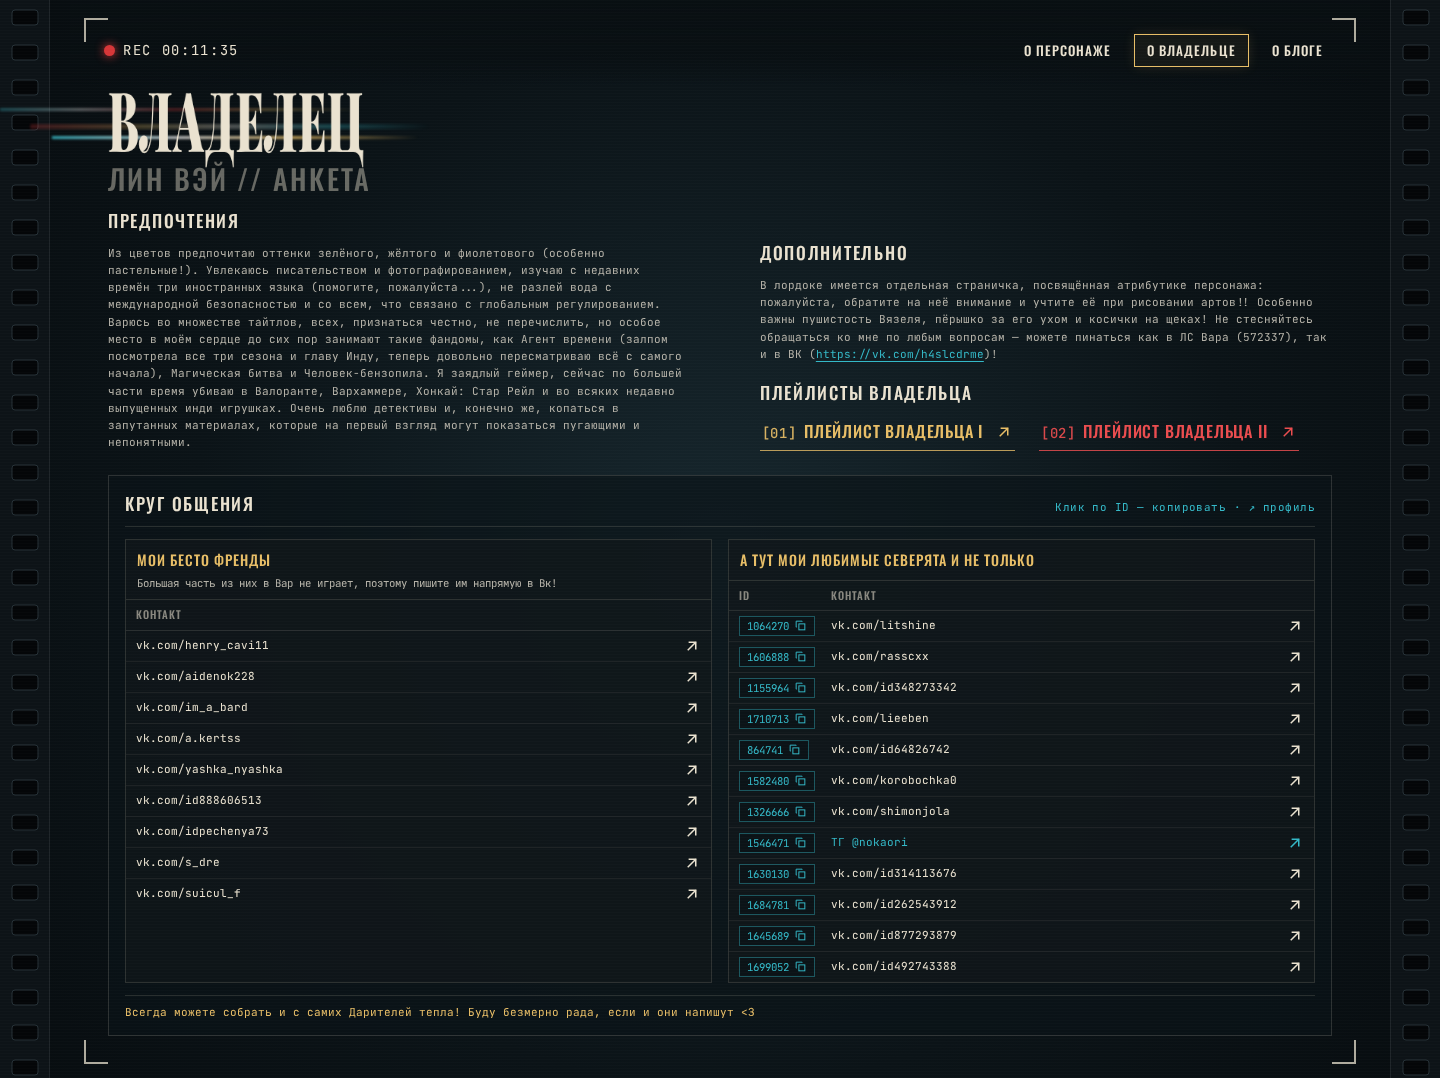 REC 00:11:35
О ПЕРСОНАЖЕ
О ВЛАДЕЛЬЦЕ
О БЛОГЕ
ВЛАДЕЛЕЦ
ЛИН ВЭЙ // АНКЕТА
ПРЕДПОЧТЕНИЯ
Из цветов предпочитаю оттенки зелёного, жёлтого и фиолетового (особенно
пастельные!). Увлекаюсь писательством и фотографированием, изучаю с недавних
времён три иностранных языка (помогите, пожалуйста...), не разлей вода с
международной безопасностью и со всем, что связано с глобальным регулированием.
Варюсь во множестве тайтлов, всех, признаться честно, не перечислить, но особое
место в моём сердце до сих пор занимают такие фандомы, как Агент времени (залпом
посмотрела все три сезона и главу Инду, теперь довольно пересматриваю всё с самого
начала), Магическая битва и Человек-бензопила. Я заядлый геймер, сейчас по большей
части время убиваю в Валоранте, Вархаммере, Хонкай: Стар Рейл и во всяких недавно
выпущенных инди игрушках. Очень люблю детективы и, конечно же, копаться в
запутанных материалах, которые на первый взгляд могут показаться пугающими и
непонятными.
ДОПОЛНИТЕЛЬНО
В лордоке имеется отдельная страничка, посвящённая атрибутике персонажа:
пожалуйста, обратите на неё внимание и учтите её при рисовании артов!! Особенно
важны пушистость Вязеля, пёрышко за его ухом и косички на щеках! Не стесняйтесь
обращаться ко мне по любым вопросам — можете пинаться как в ЛС Вара (572337), так
и в ВК (https://vk.com/h4slcdrme)!
ПЛЕЙЛИСТЫ ВЛАДЕЛЬЦА
[01] ПЛЕЙЛИСТ ВЛАДЕЛЬЦА I ↗
[02] ПЛЕЙЛИСТ ВЛАДЕЛЬЦА II ↗
КРУГ ОБЩЕНИЯ
Клик по ID — копировать · ↗ профиль
МОИ БЕСТО ФРЕНДЫ
Большая часть из них в Вар не играет, поэтому пишите им напрямую в Вк!
КОНТАКТ
vk.com/henry_cavi11 ↗
vk.com/aidenok228 ↗
vk.com/im_a_bard ↗
vk.com/a.kertss ↗
vk.com/yashka_nyashka ↗
vk.com/id888606513 ↗
vk.com/idpechenya73 ↗
vk.com/s_dre ↗
vk.com/suicul_f ↗
А ТУТ МОИ ЛЮБИМЫЕ СЕВЕРЯТА И НЕ ТОЛЬКО
ID КОНТАКТ
1064270 vk.com/litshine ↗
1606888 vk.com/rasscxx ↗
1155964 vk.com/id348273342 ↗
1710713 vk.com/lieeben ↗
864741 vk.com/id64826742 ↗
1582480 vk.com/korobochka0 ↗
1326666 vk.com/shimonjola ↗
1546471 ТГ @nokaori ↗
1630130 vk.com/id314113676 ↗
1684781 vk.com/id262543912 ↗
1645689 vk.com/id877293879 ↗
1699052 vk.com/id492743388 ↗
Всегда можете собрать и с самих Дарителей тепла! Буду безмерно рада, если и они напишут <3